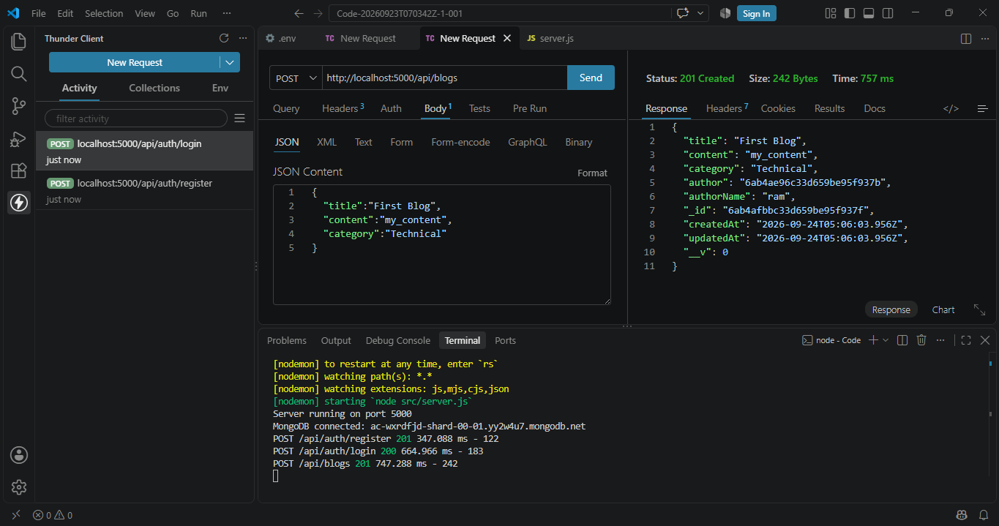 File Edit Selection View Go Run ··· Code-20260923T070342Z-1-001 Sign In
Thunder Client
New Request
Activity Collections Env
filter activity
POST localhost:5000/api/auth/login
just now
POST localhost:5000/api/auth/register
just now
.env TC New Request TC New Request JS server.js
POST http://localhost:5000/api/blogs Send
Query Headers 3 Auth Body 1 Tests Pre Run
JSON XML Text Form Form-encode GraphQL Binary
JSON Content Format
1 {
2 "title":"First Blog",
3 "content":"my_content",
4 "category":"Technical"
5 }
Status: 201 Created Size: 242 Bytes Time: 757 ms
Response Headers 7 Cookies Results Docs </>
1 {
2 "title": "First Blog",
3 "content": "my_content",
4 "category": "Technical",
5 "author": "6ab4ae96c33d659be95f937b",
6 "authorName": "ram",
7 "_id": "6ab4afbbc33d659be95f937f",
8 "createdAt": "2026-09-24T05:06:03.956Z",
9 "updatedAt": "2026-09-24T05:06:03.956Z",
10 "__v": 0
11 }
Response Chart
Problems Output Debug Console Terminal Ports node - Code
[nodemon] to restart at any time, enter `rs`
[nodemon] watching path(s): *.*
[nodemon] watching extensions: js,mjs,cjs,json
[nodemon] starting `node src/server.js`
Server running on port 5000
MongoDB connected: ac-wxrdfjd-shard-00-01.yy2w4u7.mongodb.net
POST /api/auth/register 201 347.088 ms - 122
POST /api/auth/login 200 664.966 ms - 183
POST /api/blogs 201 747.288 ms - 242
0 0